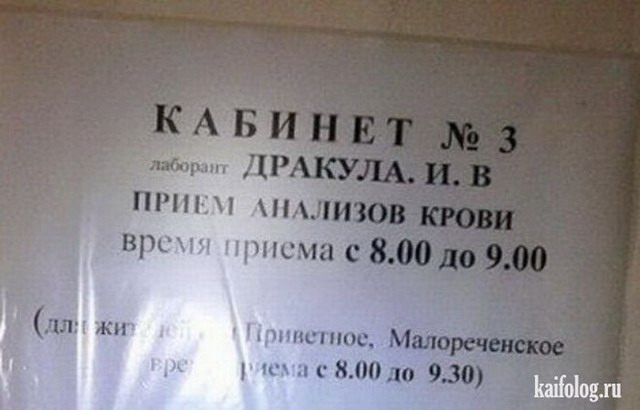 КАБИНЕТ № 3
лаборант ДРАКУЛА. И. В
ПРИЕМ АНАЛИЗОВ КРОВИ
время приема с 8.00 до 9.00
(для Приветное, Малореченское
приема с 8.00 до 9.30)
kaifolog.ru